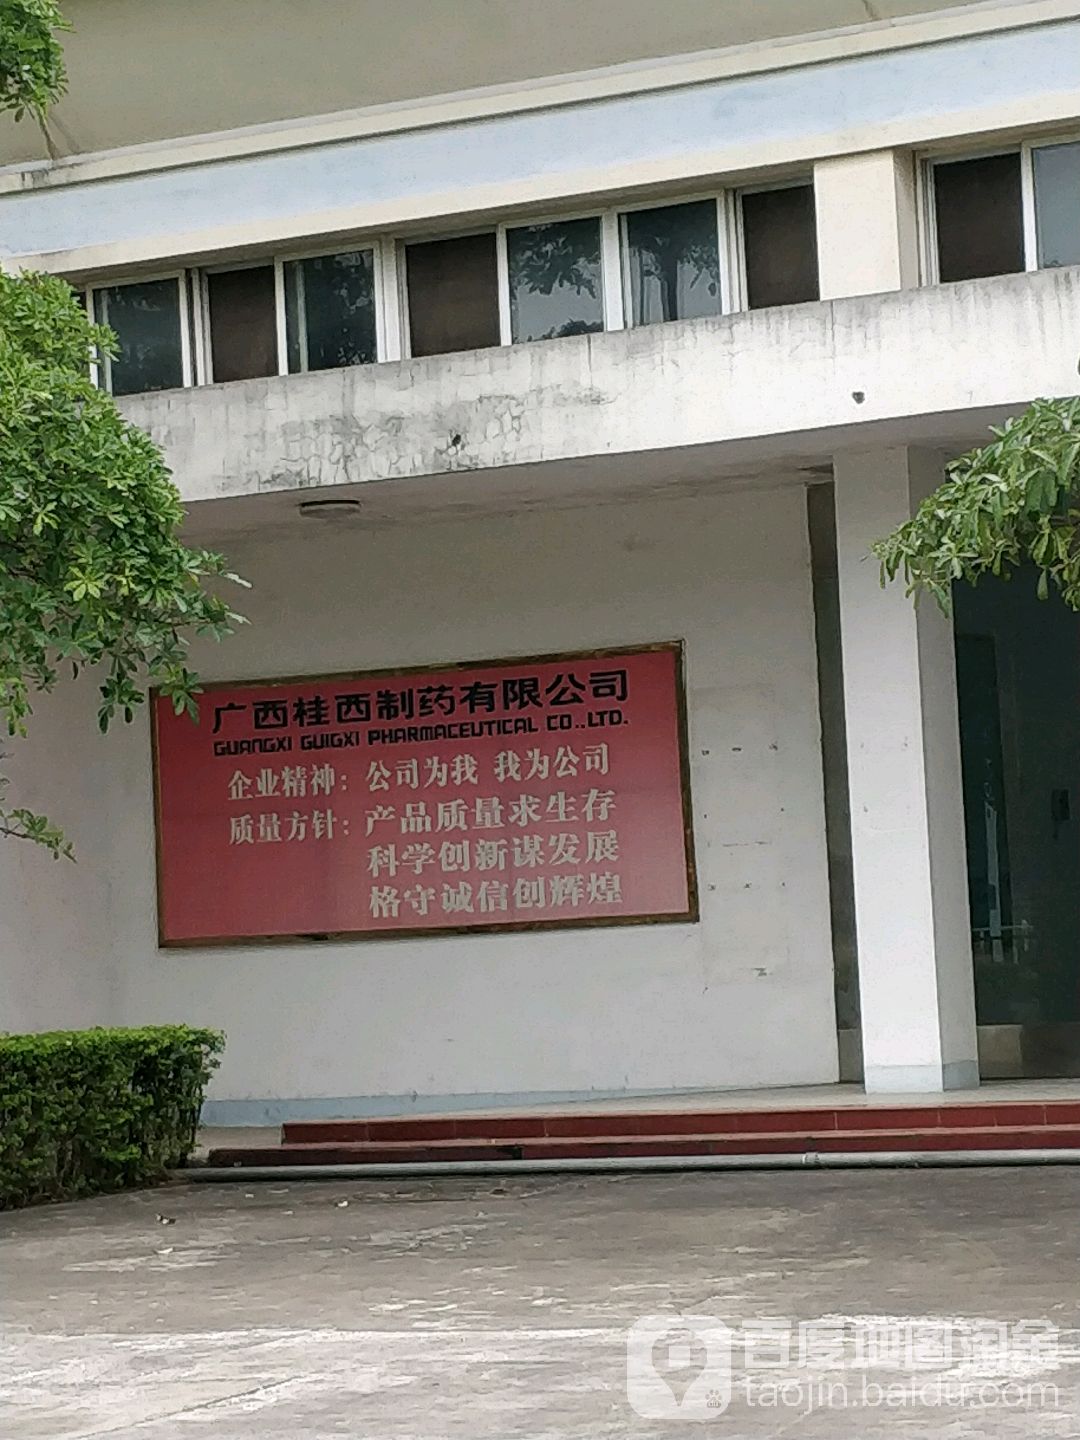 广西桂西制药有限公司
GUANGXI GUIGXI PHARMACEUTICAL CO.,LTD.
企业精神：公司为我 我为公司
质量方针：产品质量求生存
科学创新谋发展
格守诚信创辉煌
百度地图淘金
taojin.baidu.com